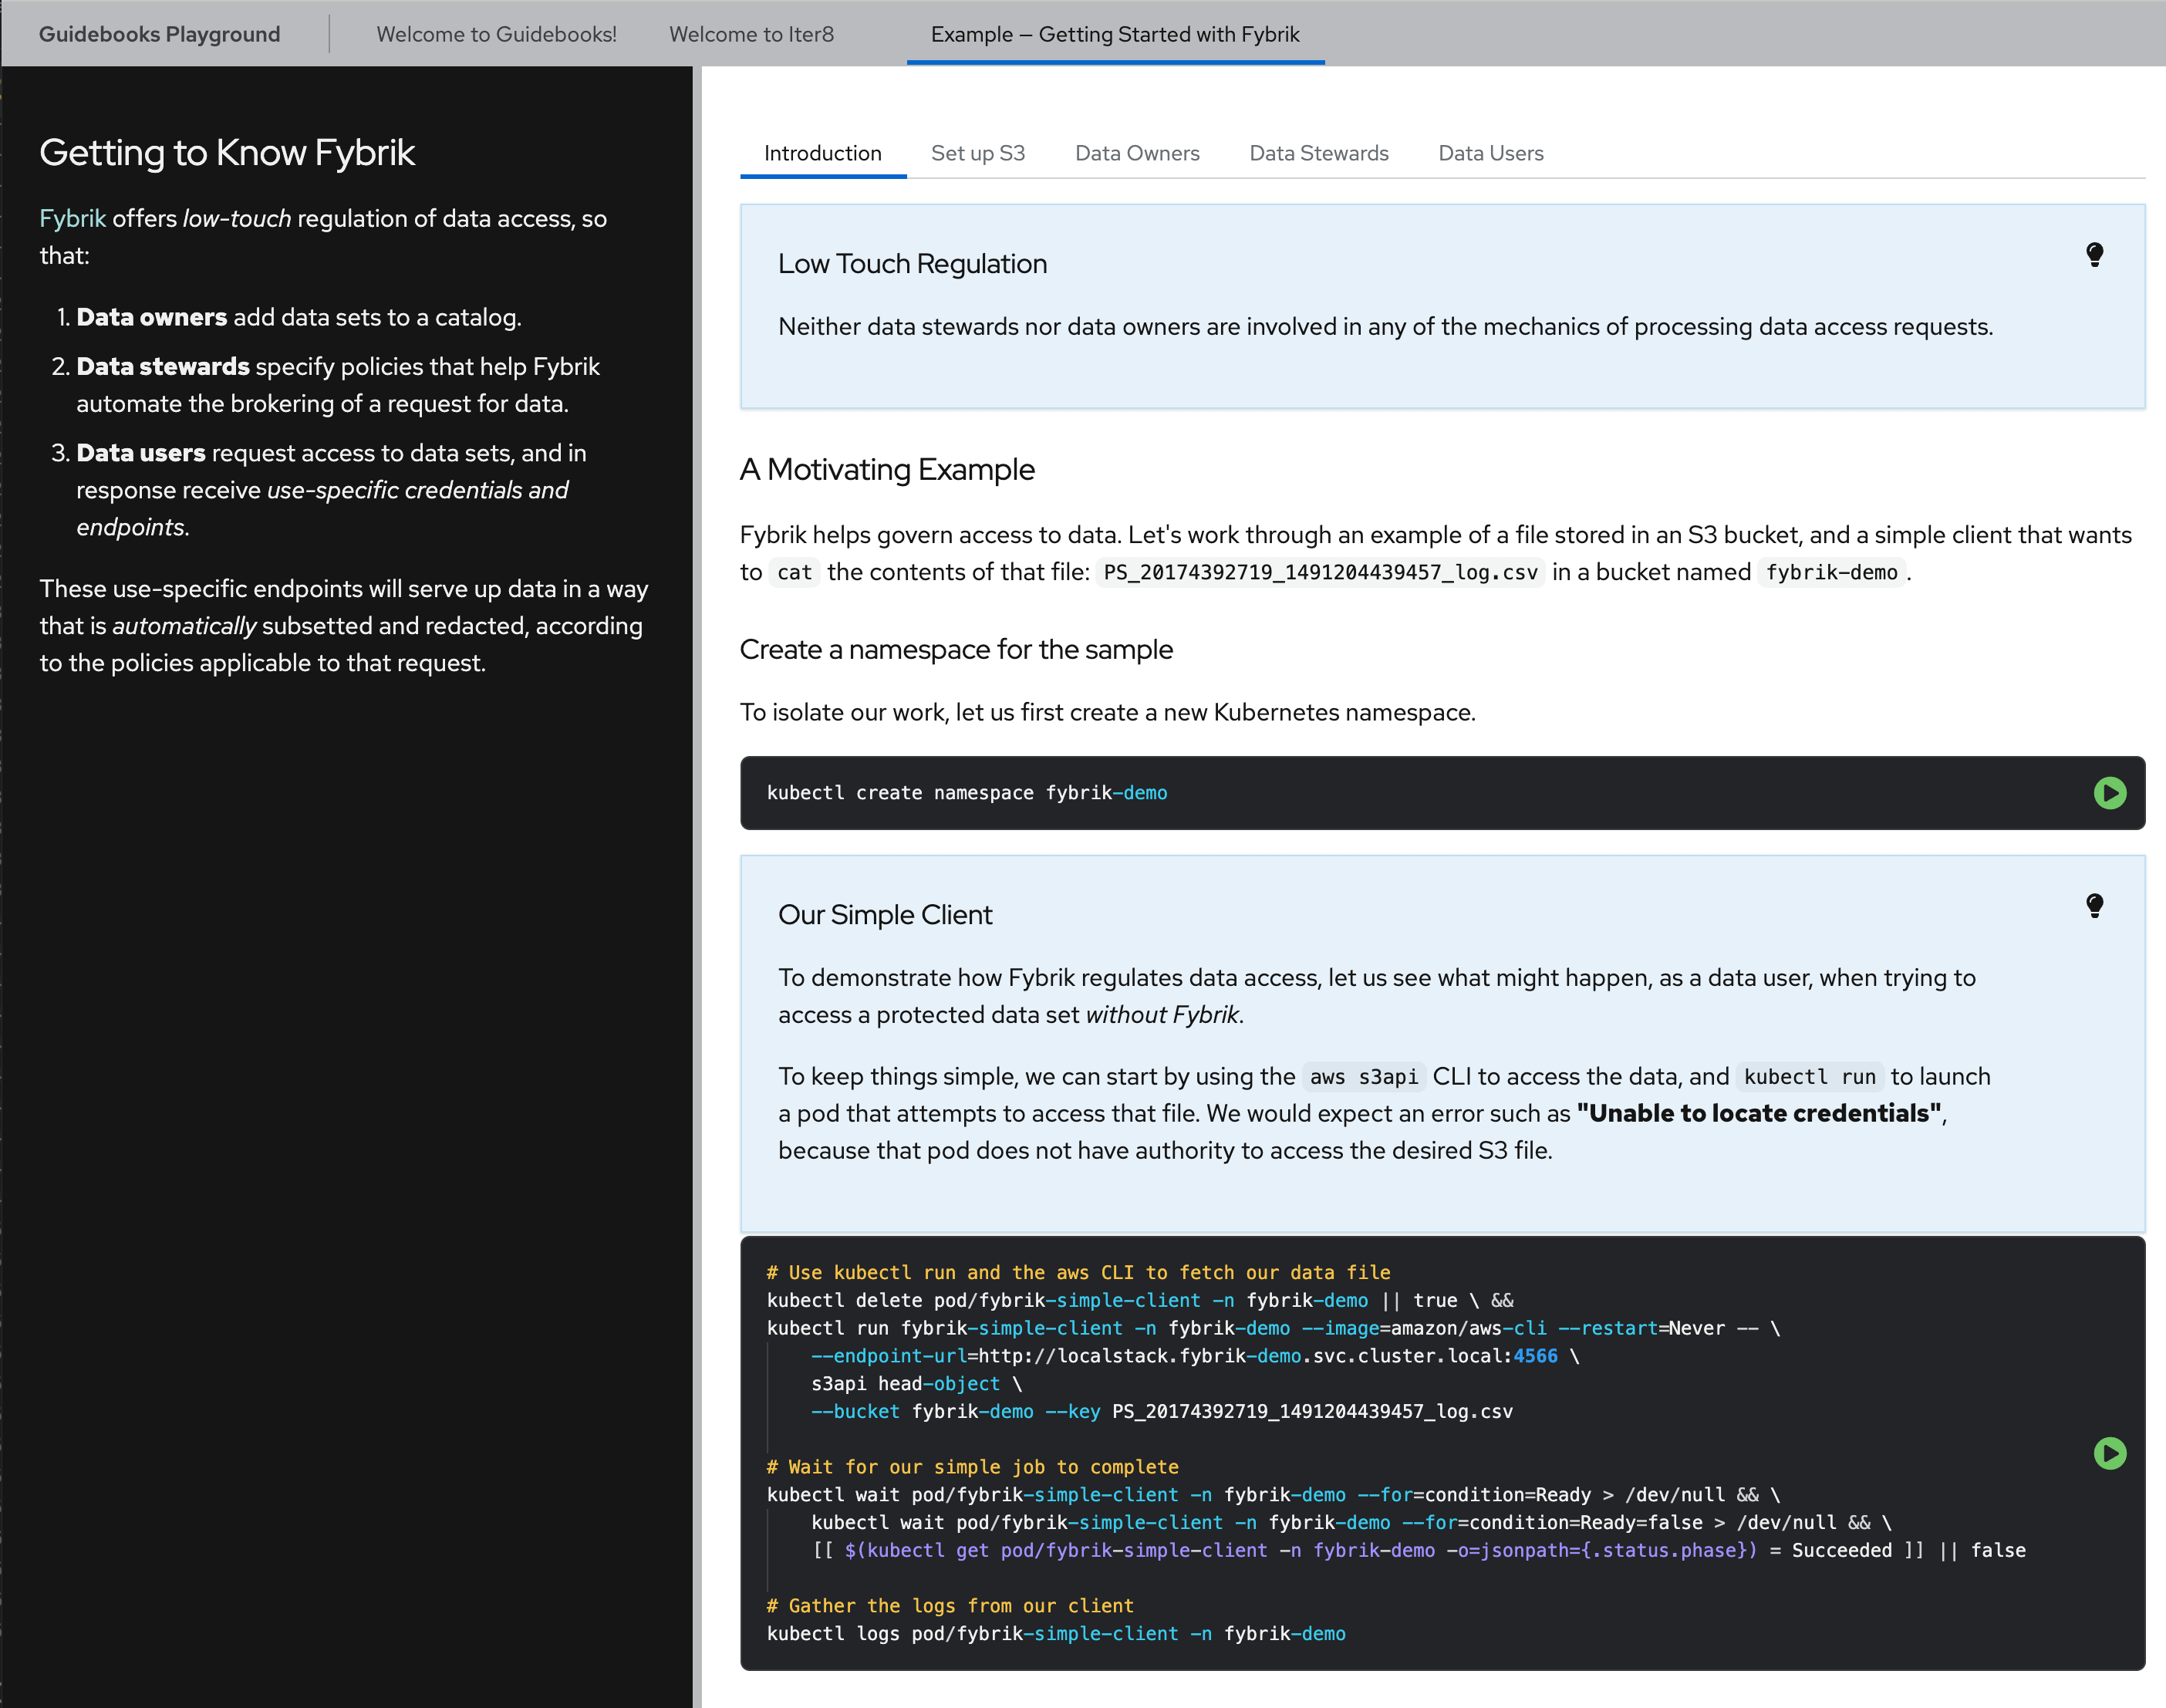 Guidebooks Playground
Welcome to Guidebooks!
Welcome to Iter8
Example – Getting Started with Fybrik
Getting to Know Fybrik
Fybrik offers low-touch regulation of data access, so
that:
1. Data owners add data sets to a catalog.
2. Data stewards specify policies that help Fybrik
automate the brokering of a request for data.
3. Data users request access to data sets, and in
response receive use-specific credentials and
endpoints.
These use-specific endpoints will serve up data in a way
that is automatically subsetted and redacted, according
to the policies applicable to that request.
Introduction
Set up S3
Data Owners
Data Stewards
Data Users
Low Touch Regulation
Neither data stewards nor data owners are involved in any of the mechanics of processing data access requests.
A Motivating Example
Fybrik helps govern access to data. Let's work through an example of a file stored in an S3 bucket, and a simple client that wants
to cat the contents of that file: PS_20174392719_1491204439457_log.csv in a bucket named fybrik-demo.
Create a namespace for the sample
To isolate our work, let us first create a new Kubernetes namespace.
kubectl create namespace fybrik-demo
Our Simple Client
To demonstrate how Fybrik regulates data access, let us see what might happen, as a data user, when trying to
access a protected data set without Fybrik.
To keep things simple, we can start by using the aws s3api CLI to access the data, and kubectl run to launch
a pod that attempts to access that file. We would expect an error such as "Unable to locate credentials",
because that pod does not have authority to access the desired S3 file.
# Use kubectl run and the aws CLI to fetch our data file
kubectl delete pod/fybrik-simple-client -n fybrik-demo || true \ &&
kubectl run fybrik-simple-client -n fybrik-demo --image=amazon/aws-cli --restart=Never -- \
--endpoint-url=http://localstack.fybrik-demo.svc.cluster.local:4566 \
s3api head-object \
--bucket fybrik-demo --key PS_20174392719_1491204439457_log.csv
# Wait for our simple job to complete
kubectl wait pod/fybrik-simple-client -n fybrik-demo --for=condition=Ready > /dev/null && \
kubectl wait pod/fybrik-simple-client -n fybrik-demo --for=condition=Ready=false > /dev/null && \
[[ $(kubectl get pod/fybrik-simple-client -n fybrik-demo -o=jsonpath={.status.phase}) = Succeeded ]] || false
# Gather the logs from our client
kubectl logs pod/fybrik-simple-client -n fybrik-demo